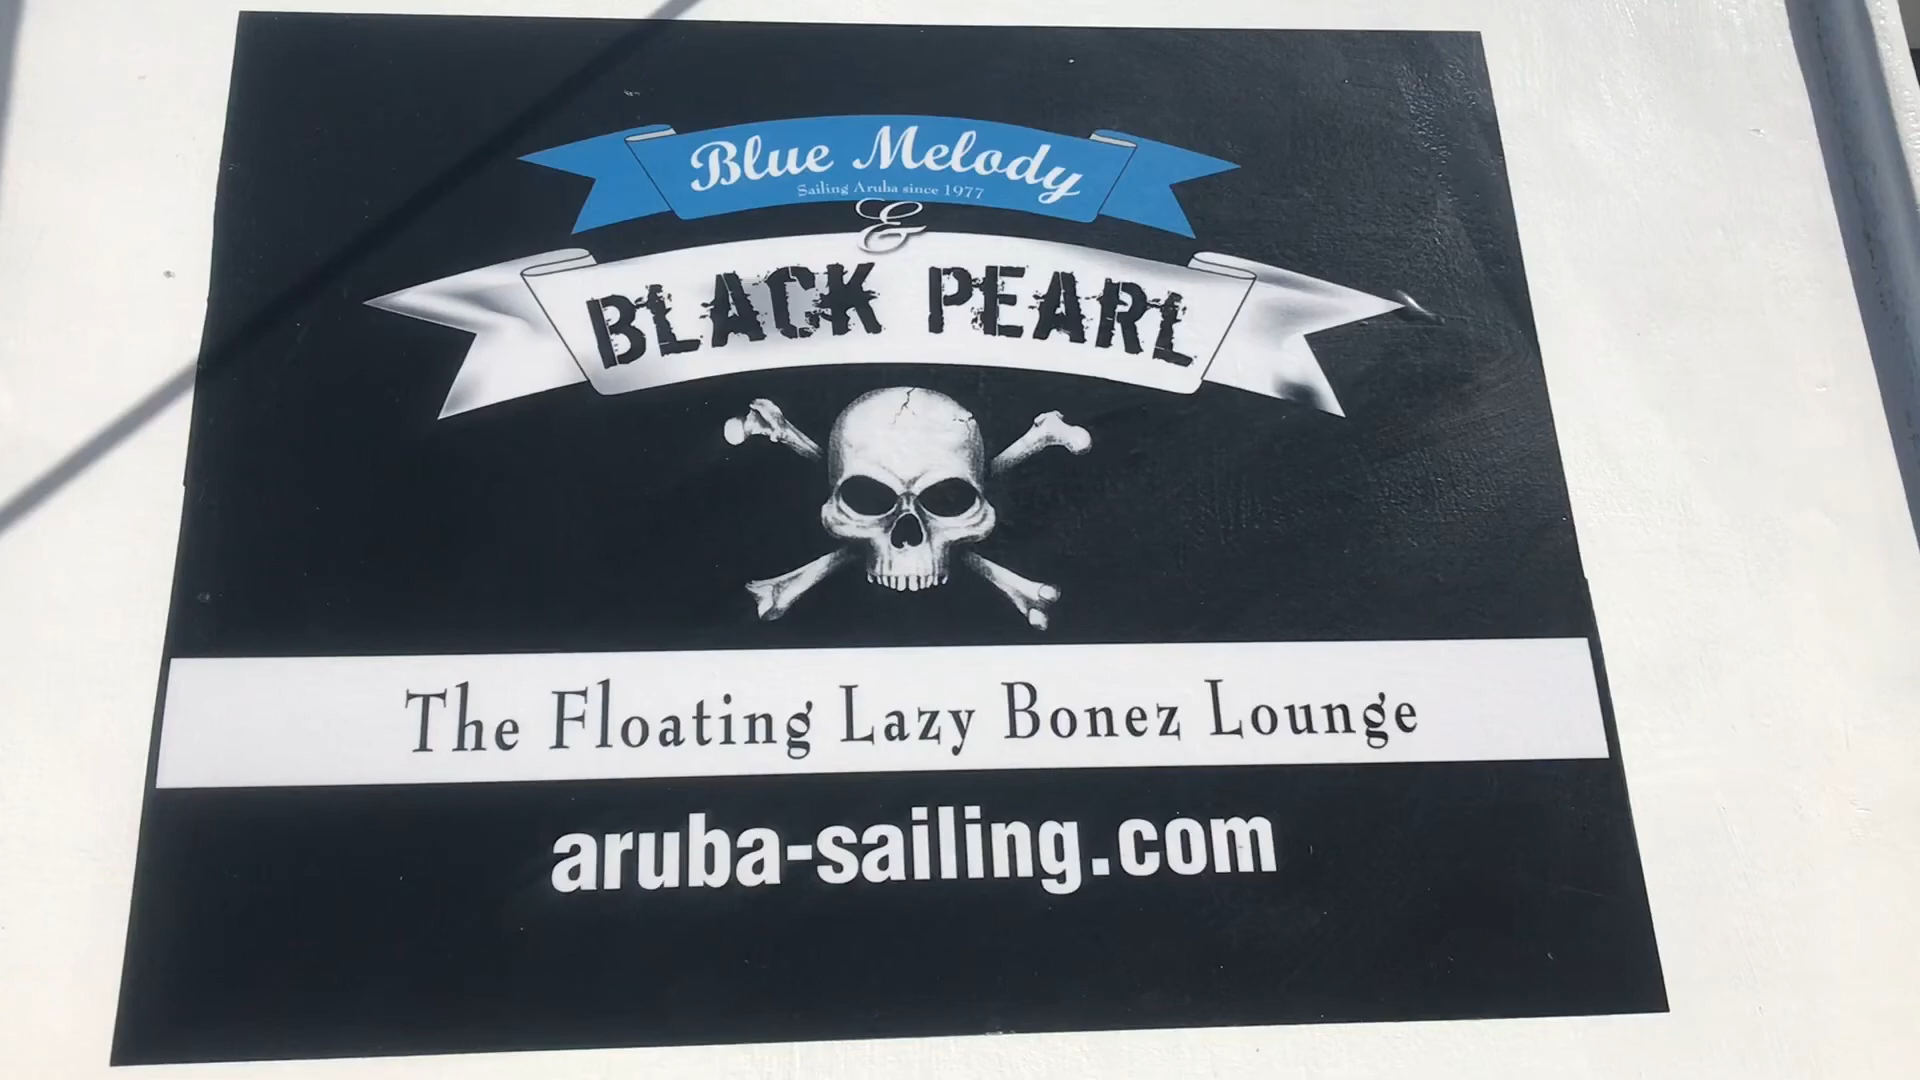 Blue Melody
Sailing Aruba since 1977
&
BLACK PEARL
The Floating Lazy Bonez Lounge
aruba-sailing.com